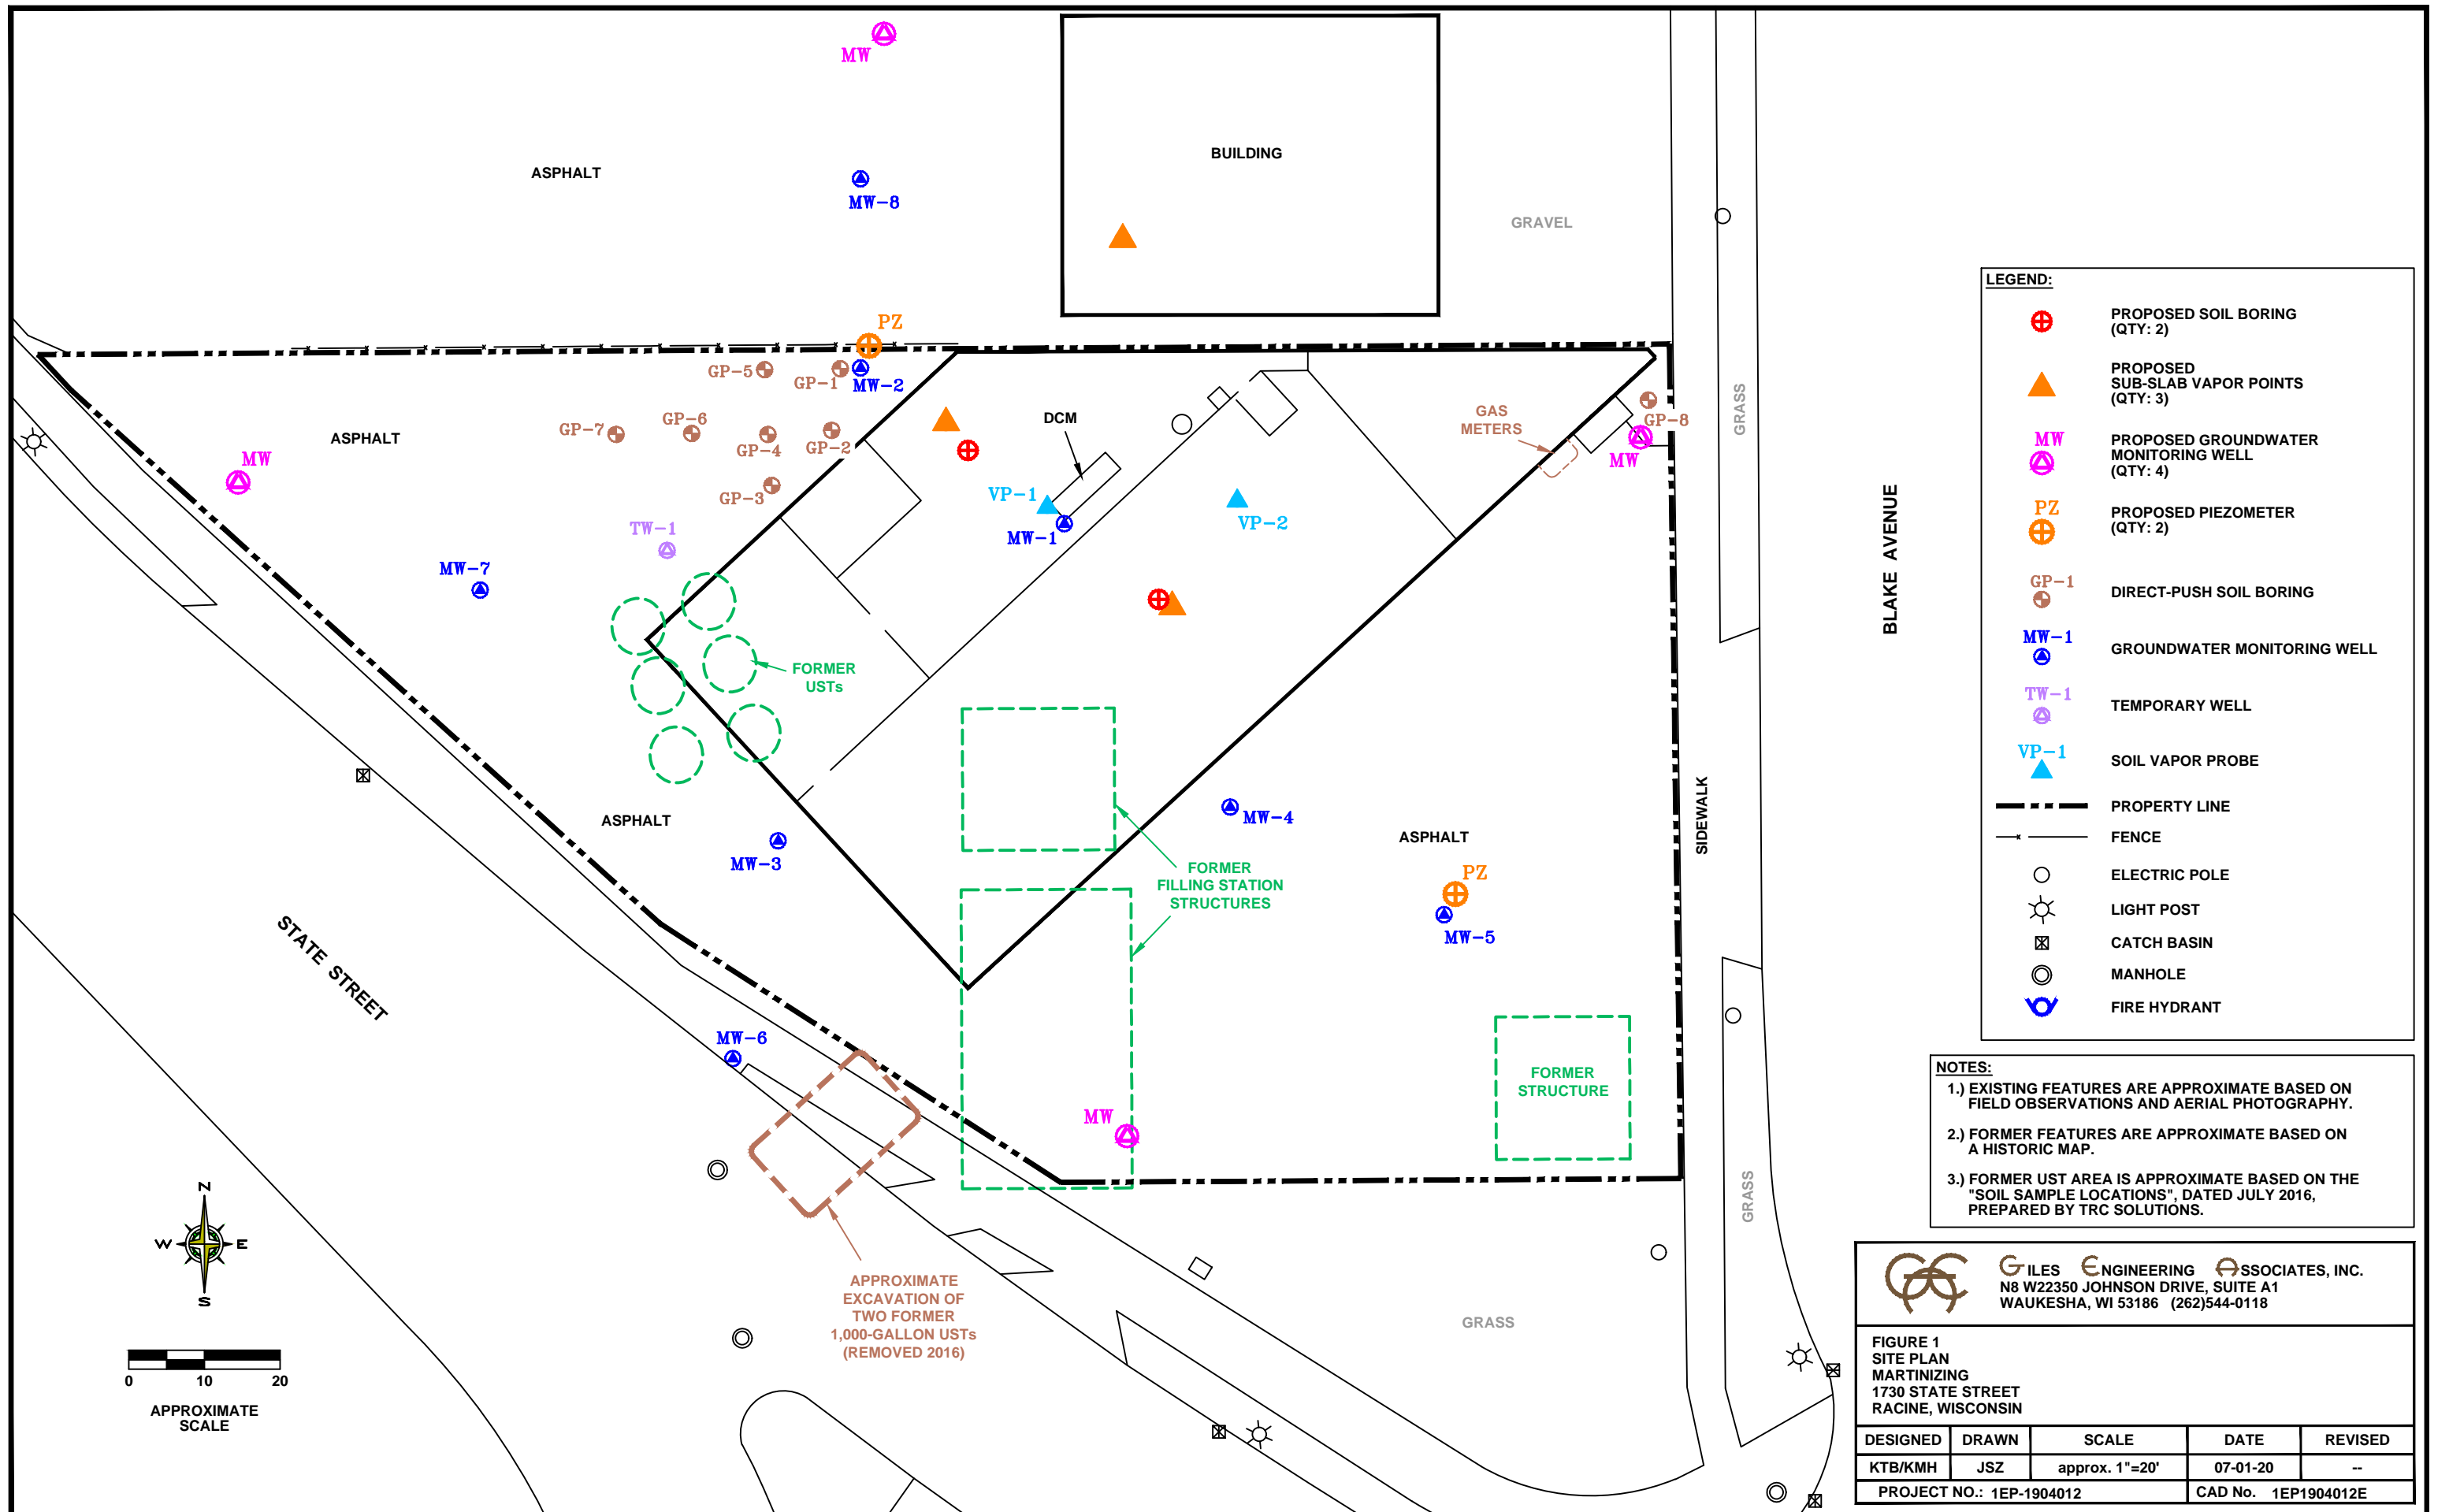 MW
ASPHALT
BUILDING
MW-8
GRAVEL
PZ
GP-5
GP-1
MW-2
GP-7
GP-6
GP-4
GP-2
GP-3
ASPHALT
MW
DCM
GAS
METERS
GP-8
MW
GRASS
VP-1
MW-1
VP-2
TW-1
MW-7
FORMER
USTs
BLAKE AVENUE
ASPHALT
MW-3
MW-4
ASPHALT
SIDEWALK
FORMER
FILLING STATION
STRUCTURES
PZ
MW-5
STATE STREET
MW-6
MW
FORMER
STRUCTURE
GRASS
N
W
E
S
APPROXIMATE
EXCAVATION OF
TWO FORMER
1,000-GALLON USTs
(REMOVED 2016)
GRASS
0 10 20
APPROXIMATE
SCALE
LEGEND:
PROPOSED SOIL BORING
(QTY: 2)
PROPOSED
SUB-SLAB VAPOR POINTS
(QTY: 3)
MW
PROPOSED GROUNDWATER
MONITORING WELL
(QTY: 4)
PZ
PROPOSED PIEZOMETER
(QTY: 2)
GP-1
DIRECT-PUSH SOIL BORING
MW-1
GROUNDWATER MONITORING WELL
TW-1
TEMPORARY WELL
VP-1
SOIL VAPOR PROBE
PROPERTY LINE
FENCE
ELECTRIC POLE
LIGHT POST
CATCH BASIN
MANHOLE
FIRE HYDRANT
NOTES:
1.) EXISTING FEATURES ARE APPROXIMATE BASED ON
FIELD OBSERVATIONS AND AERIAL PHOTOGRAPHY.
2.) FORMER FEATURES ARE APPROXIMATE BASED ON
A HISTORIC MAP.
3.) FORMER UST AREA IS APPROXIMATE BASED ON THE
"SOIL SAMPLE LOCATIONS", DATED JULY 2016,
PREPARED BY TRC SOLUTIONS.
GILES ENGINEERING ASSOCIATES, INC.
N8 W22350 JOHNSON DRIVE, SUITE A1
WAUKESHA, WI 53186 (262)544-0118
FIGURE 1
SITE PLAN
MARTINIZING
1730 STATE STREET
RACINE, WISCONSIN
DESIGNED DRAWN SCALE DATE REVISED
KTB/KMH JSZ approx. 1"=20' 07-01-20 --
PROJECT NO.: 1EP-1904012 CAD No. 1EP1904012E